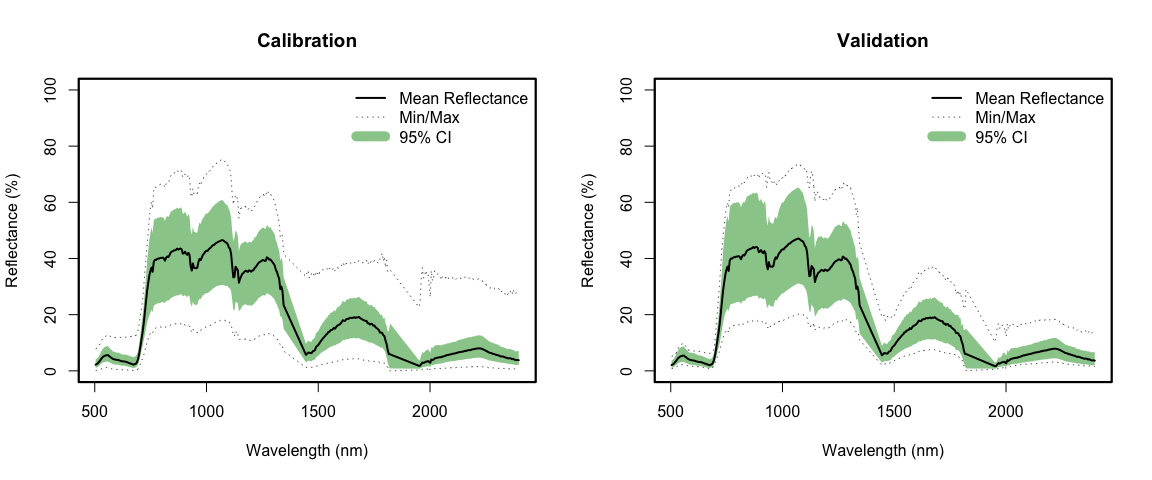 Calibration
Reflectance (%)
100
80
60
40
20
0
Mean Reflectance
Min/Max
95% CI
500 1000 1500 2000
Wavelength (nm)
Validation
Reflectance (%)
100
80
60
40
20
0
Mean Reflectance
Min/Max
95% CI
500 1000 1500 2000
Wavelength (nm)